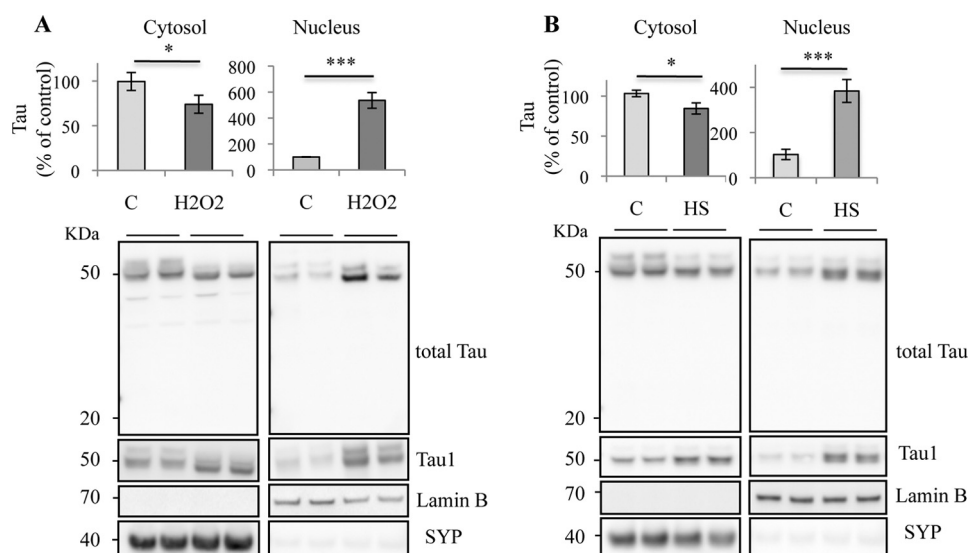 A
Cytosol
Nucleus
*
***
Tau
(% of control)
100
50
0
800
600
400
200
0
C
H2O2
C
H2O2
KDa
50
20
total Tau
50
Tau1
70
Lamin B
40
SYP
B
Cytosol
Nucleus
*
***
Tau
(% of control)
100
50
0
400
200
0
C
HS
C
HS
KDa
50
20
total Tau
50
Tau1
70
Lamin B
40
SYP